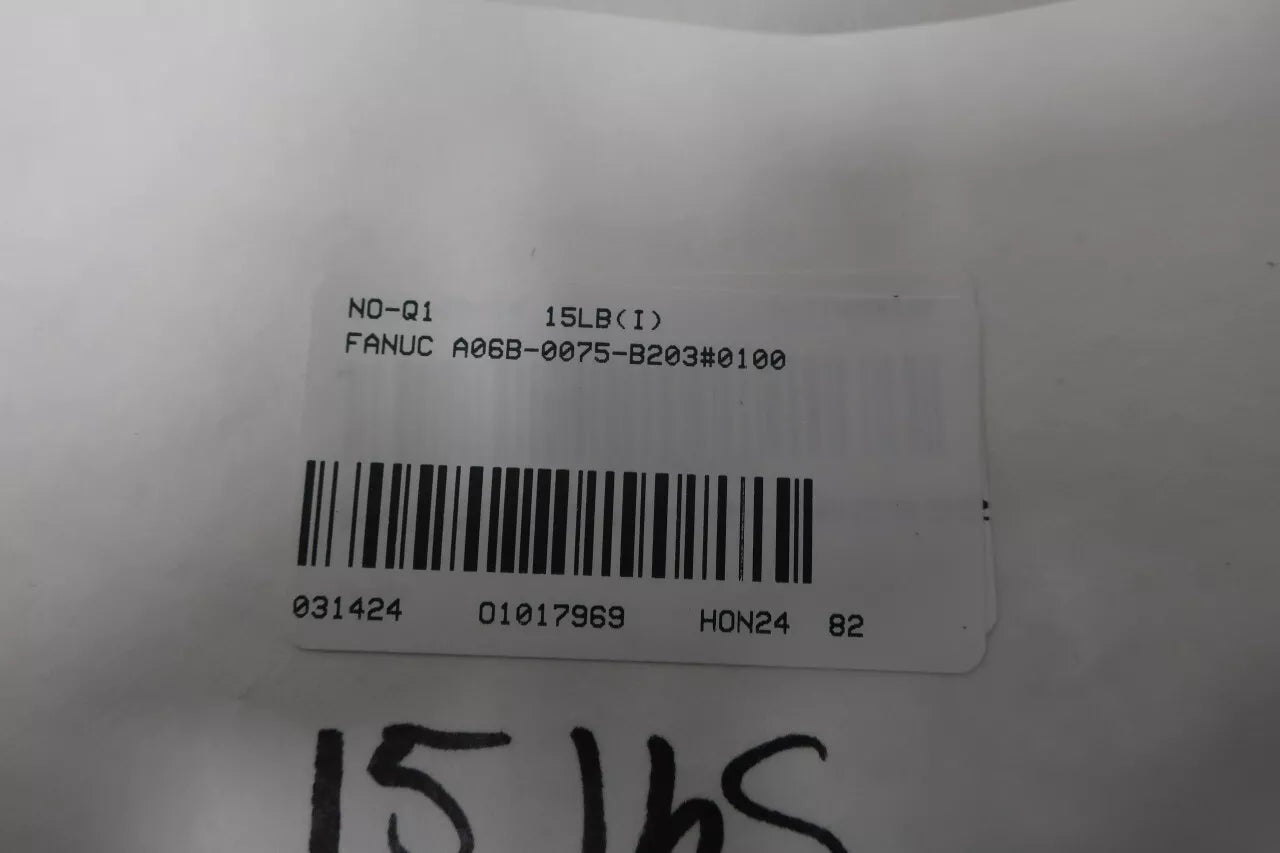 NO-Q1 15LB(I)
FANUC A06B-0075-B203#0100
031424 01017969 HON24 82
15 lbs